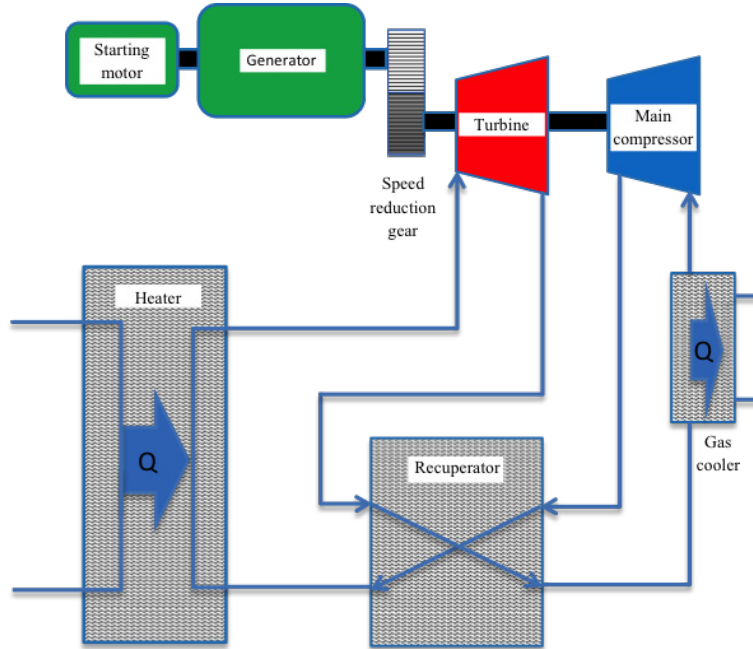 Starting
motor
Generator
Turbine
Main
compressor
Speed
reduction
gear
Heater
Q
Q
Gas
cooler
Recuperator